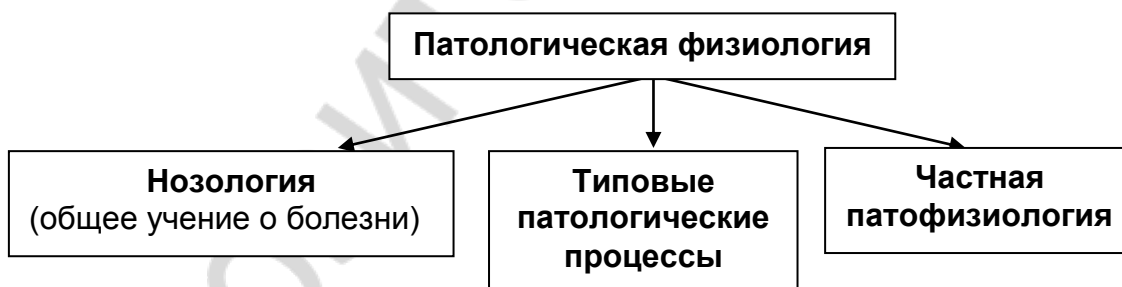 Патологическая физиология
Нозология
(общее учение о болезни)
Типовые
патологические
процессы
Частная
патофизиология